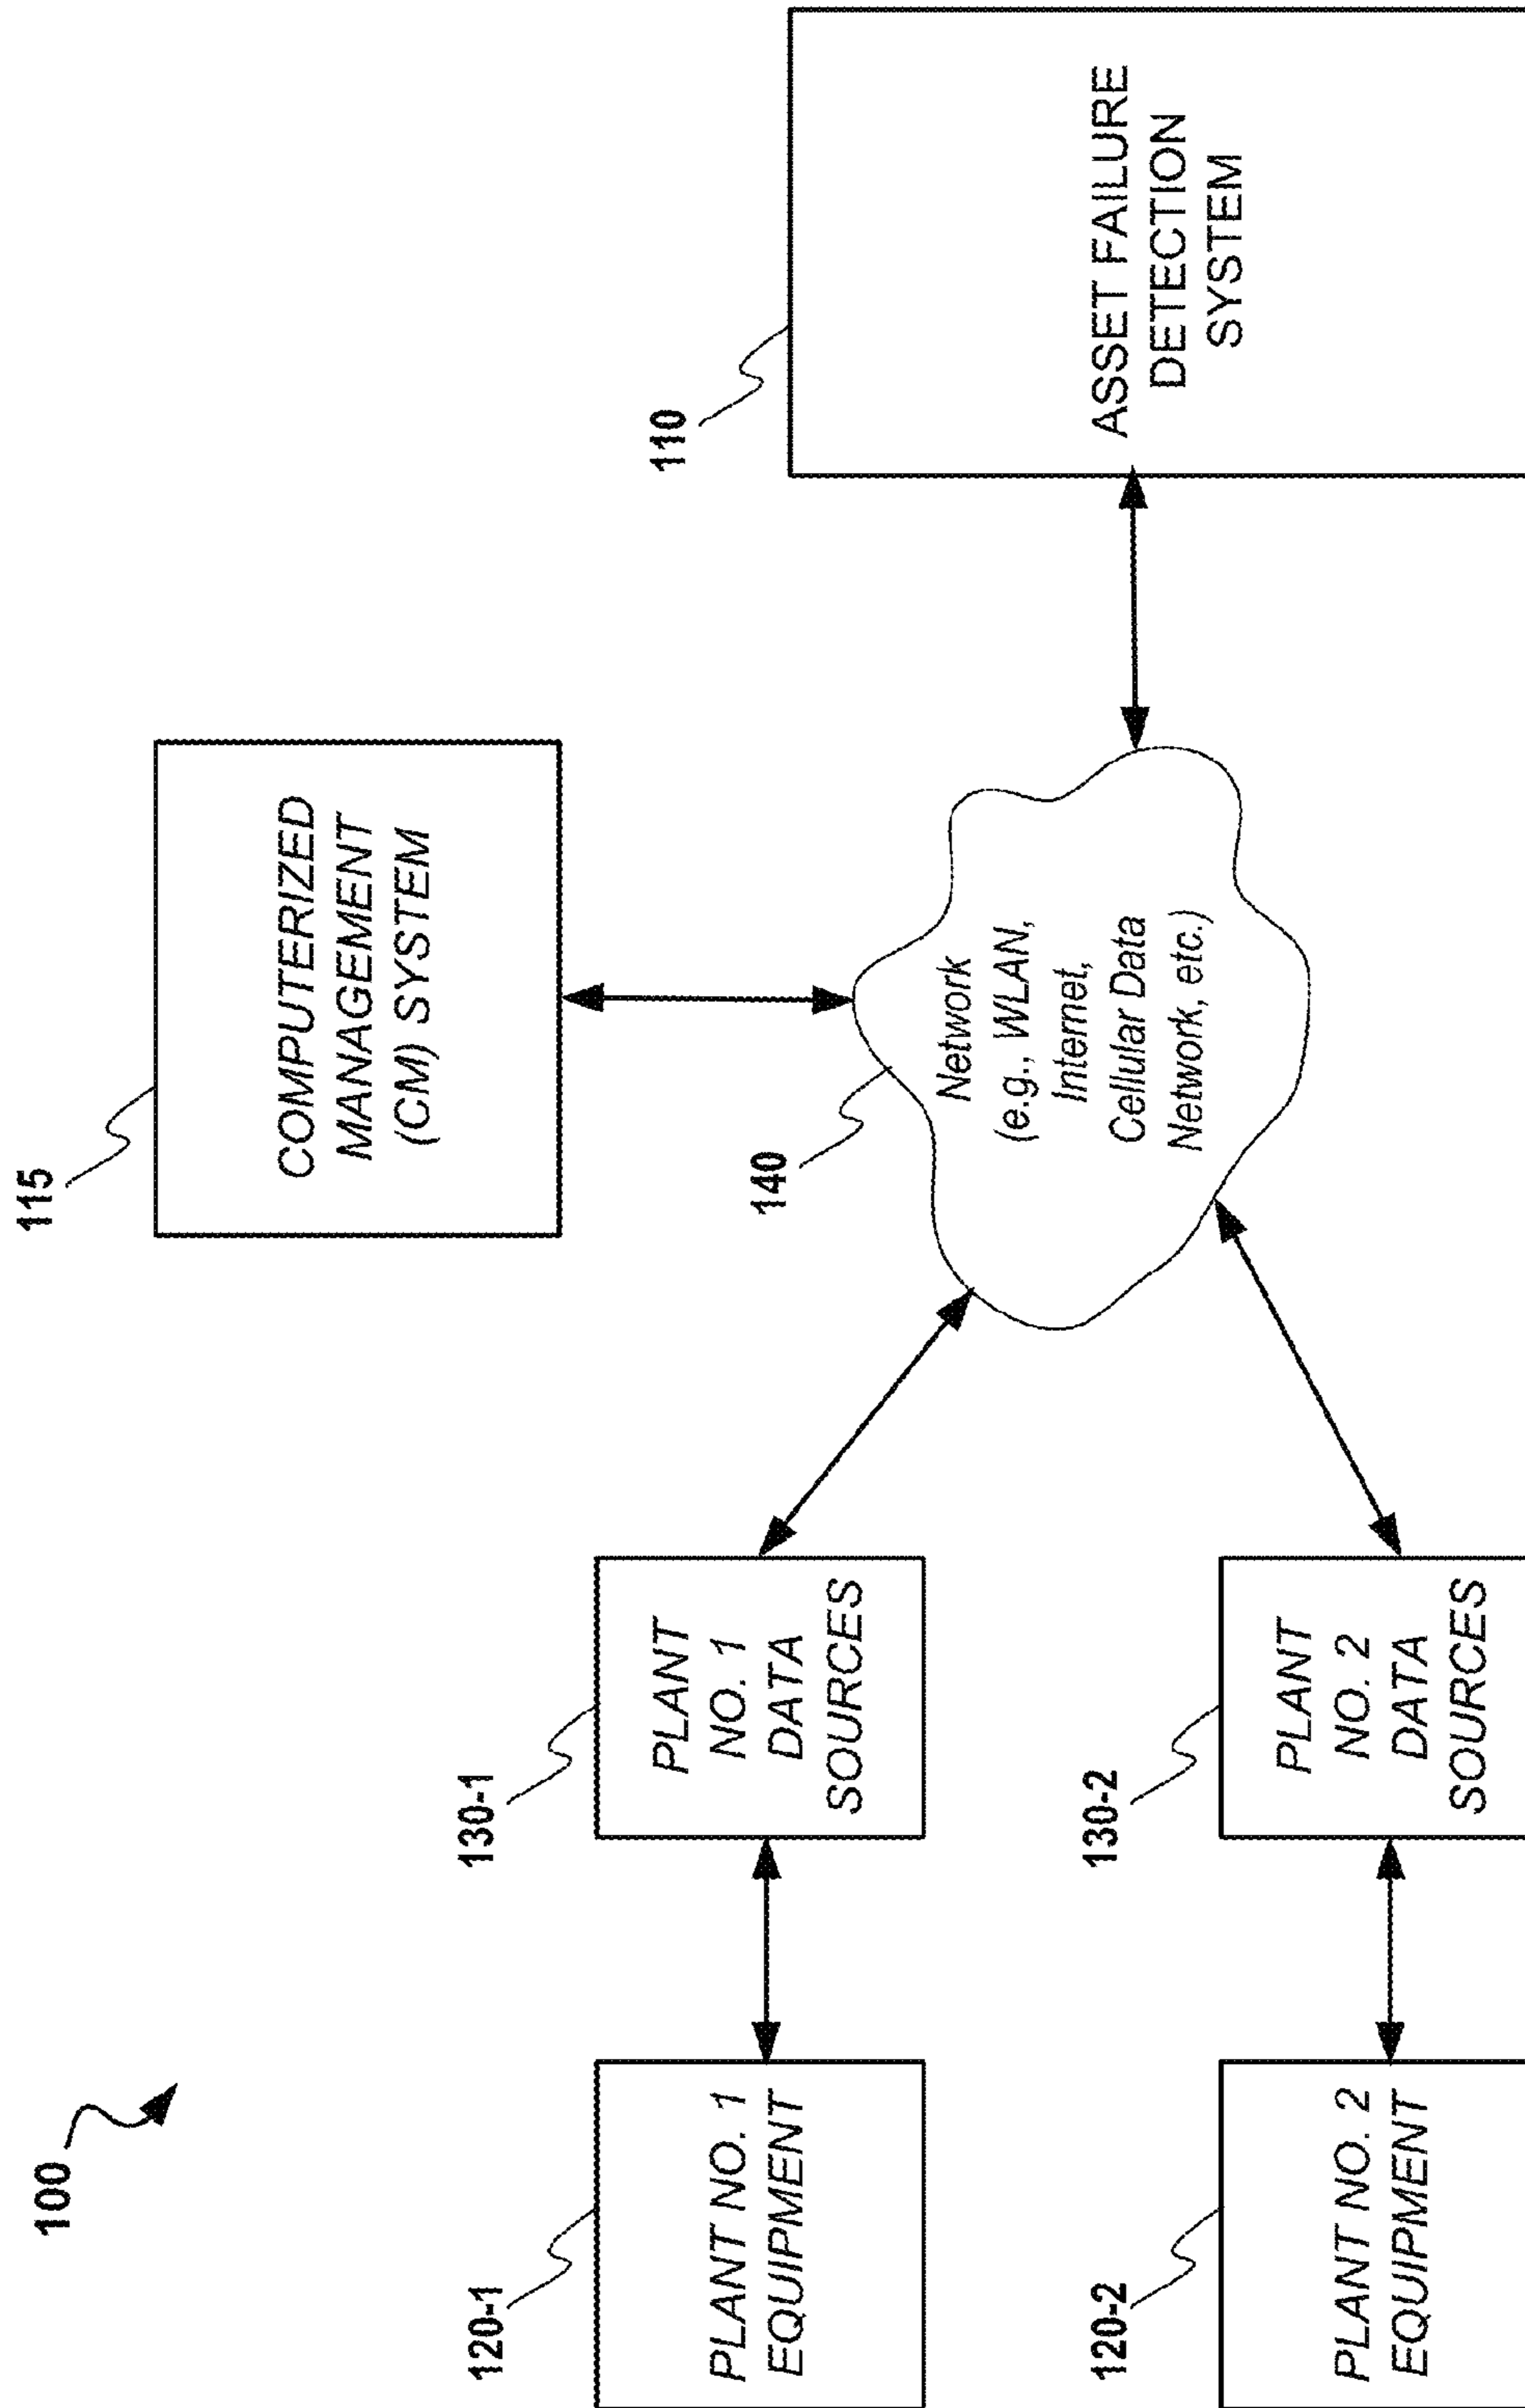 100
115
COMPUTERIZED
MANAGEMENT
(CM) SYSTEM
120-1
PLANT NO. 1
EQUIPMENT
130-1
PLANT
NO. 1
DATA
SOURCES
140
Network
(e.g., WLAN,
Internet,
Cellular Data
Network, etc.)
110
ASSET FAILURE
DETECTION
SYSTEM
120-2
PLANT NO. 2
EQUIPMENT
130-2
PLANT
NO. 2
DATA
SOURCES